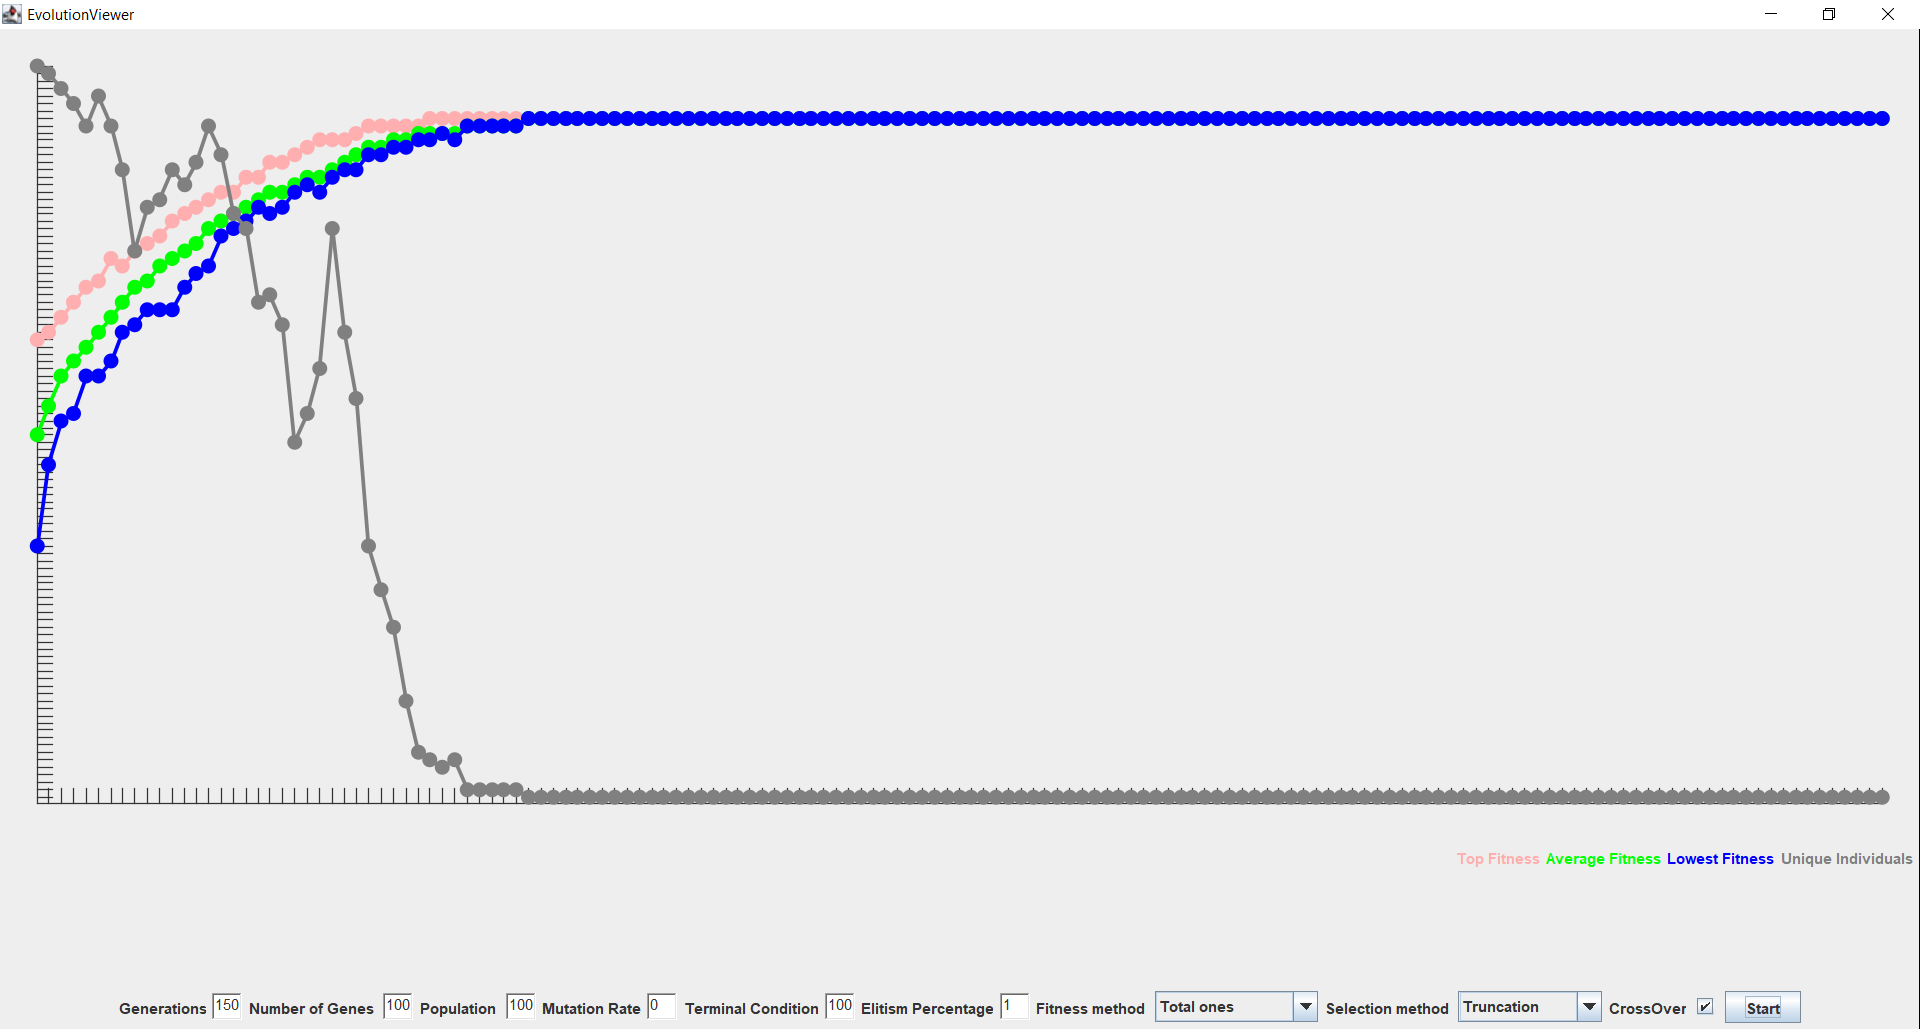 EvolutionViewer
Top Fitness Average Fitness Lowest Fitness Unique Individuals
Generations 150 Number of Genes 100 Population 100 Mutation Rate 0 Terminal Condition 100 Elitism Percentage 1 Fitness method Total ones Selection method Truncation CrossOver Start